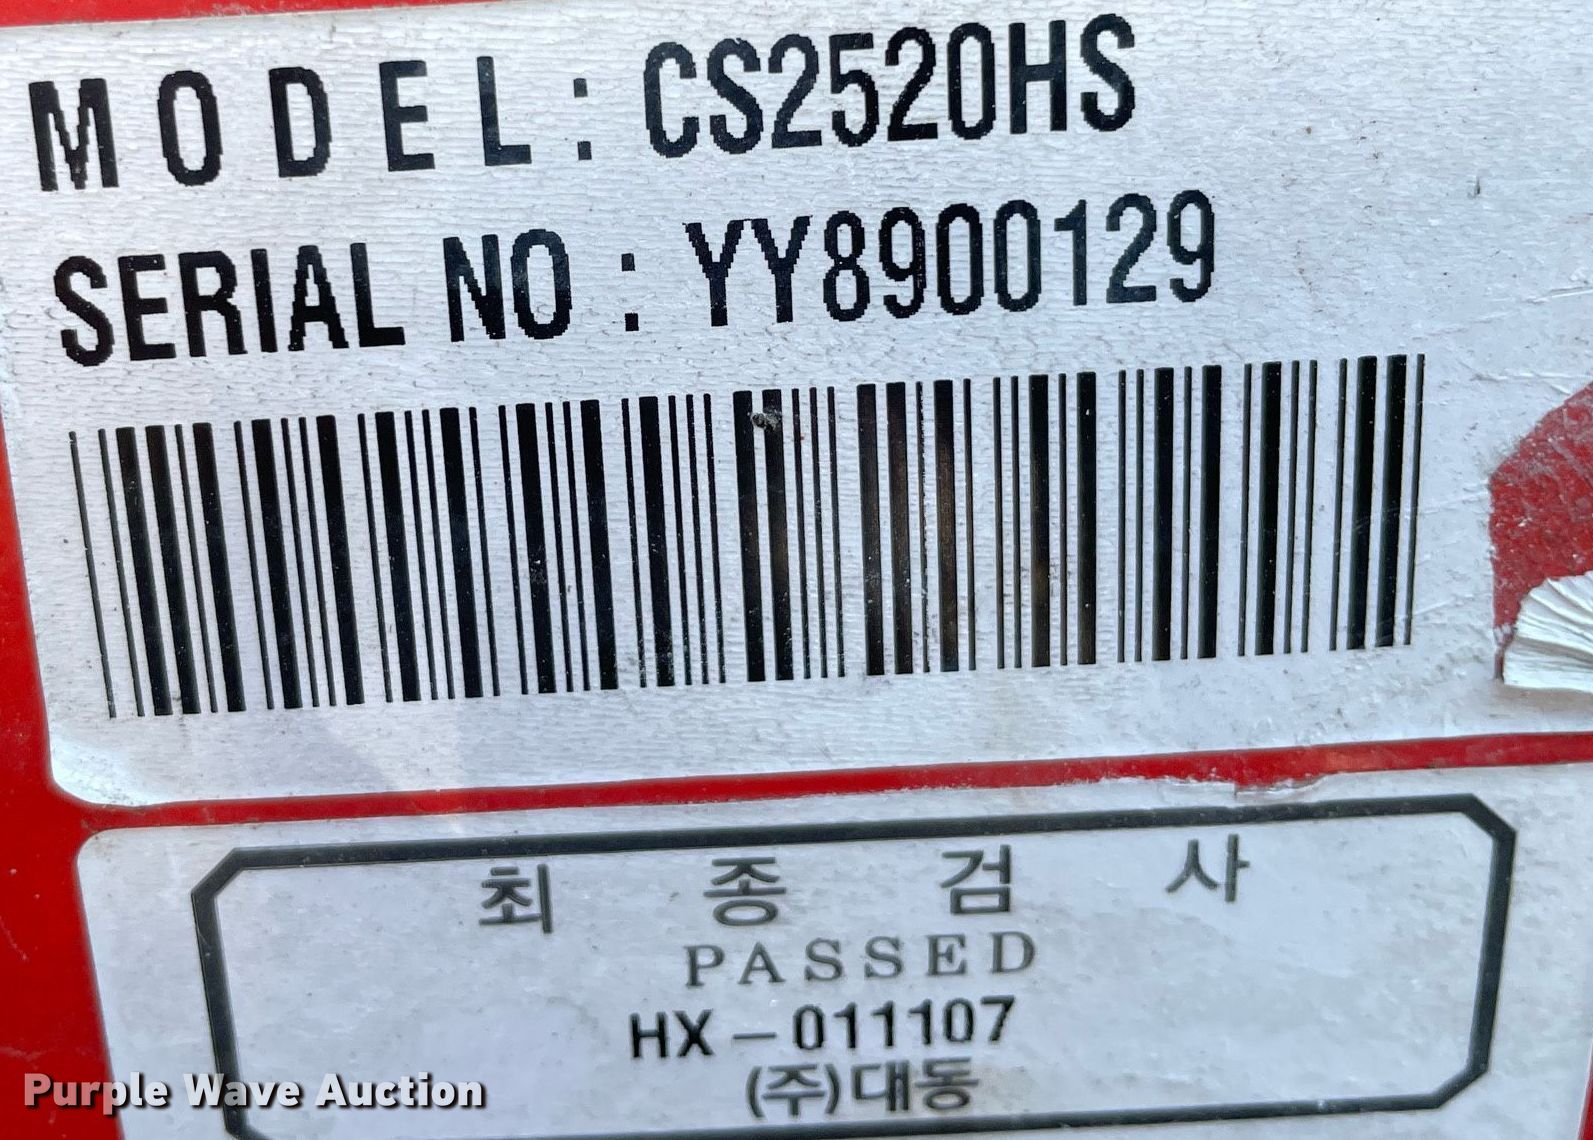 MODEL : CS2520HS
SERIAL NO : YY8900129
최 종 검 사
PASSED
HX-011107
(주)대동
Purple Wave Auction